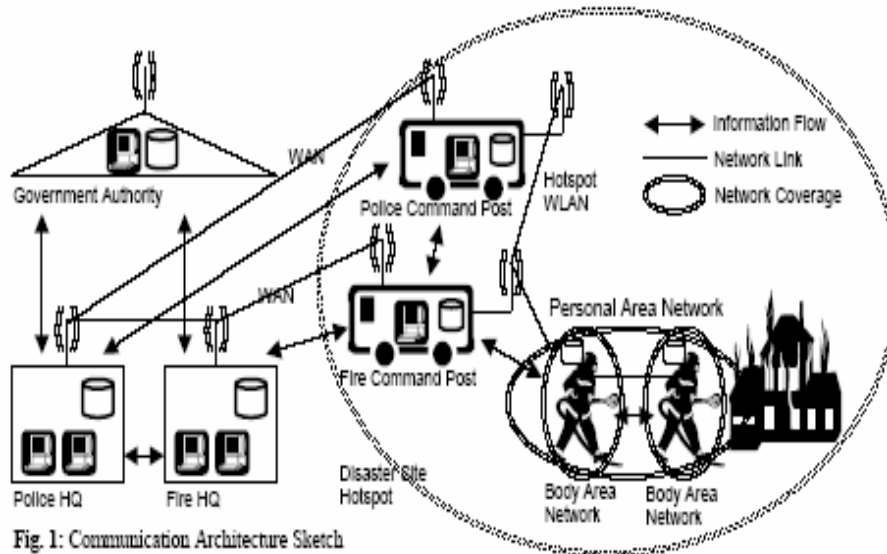 WAN
Government Authority
Police Command Post
Hotspot
WLAN
Information Flow
Network Link
Network Coverage
WAN
Personal Area Network
Fire Command Post
Disaster Site
Hotspot
Police HQ
Fire HQ
Body Area
Network
Body Area
Network
Fig. 1: Communication Architecture Sketch